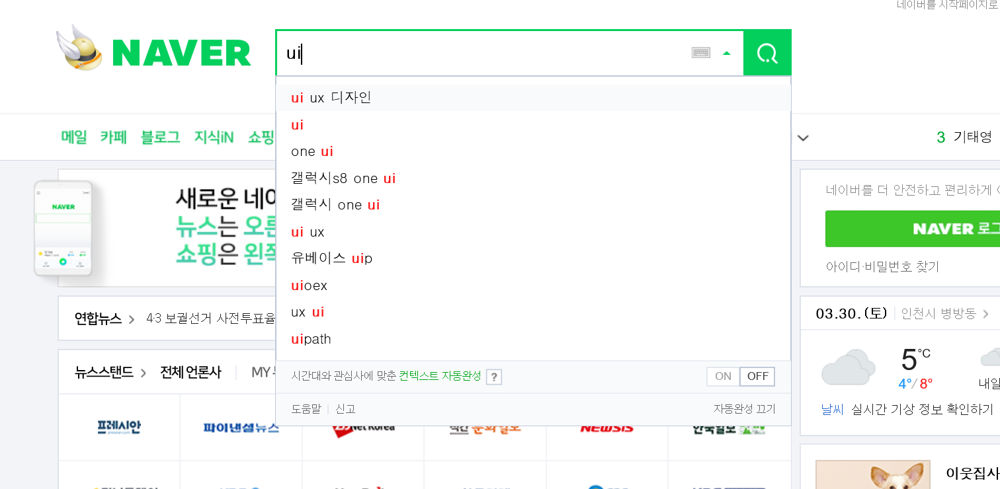 네이버를 시작페이지로
NAVER
ui
ui ux 디자인
ui
one ui
갤럭시s8 one ui
갤럭시 one ui
ui ux
유베이스 uip
uioex
ux ui
uipath
시간대와 관심사에 맞춘 컨텍스트 자동완성 ? ON OFF
도움말 | 신고 자동완성 끄기
메일 카페 블로그 지식iN 쇼핑
3 기태영
NAVER
새로운 네이
뉴스는 오른
쇼핑은 왼쪽
네이버를 더 안전하고 편리하게
NAVER 로그
아이디·비밀번호 찾기
연합뉴스 > 4·3 보궐선거 사전투표율
03.30.(토) 인천시 병방동 >
뉴스스탠드 > 전체 언론사 | MY
5°C
4°/8°
내일
날씨 실시간 기상 정보 확인하기
프레시안 파이낸셜뉴스 ZDNet Korea 주간 문화일보 NEWSIS 한국일보
이웃집사